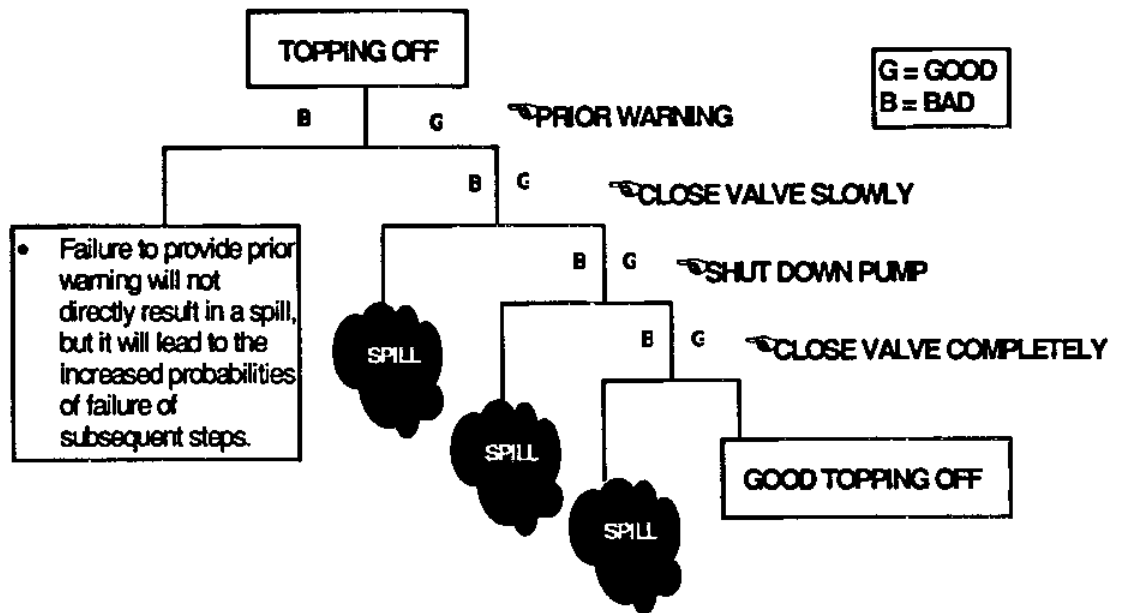 TOPPING OFF
G = GOOD
B = BAD
B G PRIOR WARNING
B G CLOSE VALVE SLOWLY
• Failure to provide prior
warning will not
directly result in a spill,
but it will lead to the
increased probabilities
of failure of
subsequent steps.
B G SHUT DOWN PUMP
SPILL
B G CLOSE VALVE COMPLETELY
SPILL
GOOD TOPPING OFF
SPILL